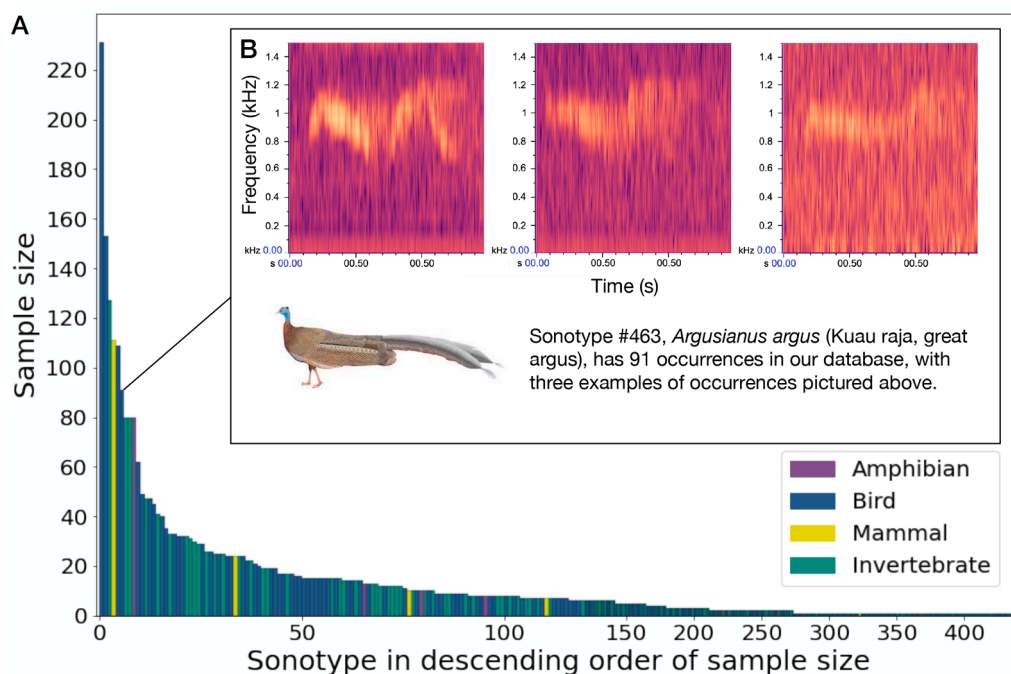 A
B
Sample size
220
200
180
160
140
120
100
80
60
40
20
0
Frequency (kHz)
1.4
1.2
1
0.8
0.6
0.4
0.2
kHz 0.00
s 00.00
00.50
00.50
1.4
1.2
1
0.8
0.6
0.4
0.2
kHz 0.00
s 00.00
00.50
00.50
1.4
1.2
1
0.8
0.6
0.4
0.2
kHz 0.00
s 00.00
00.50
00.50
Time (s)
Sonotype #463, Argusianus argus (Kuau raja, great
argus), has 91 occurrences in our database, with
three examples of occurrences pictured above.
Amphibian
Bird
Mammal
Invertebrate
0
50
100
150
200
250
300
350
400
Sonotype in descending order of sample size